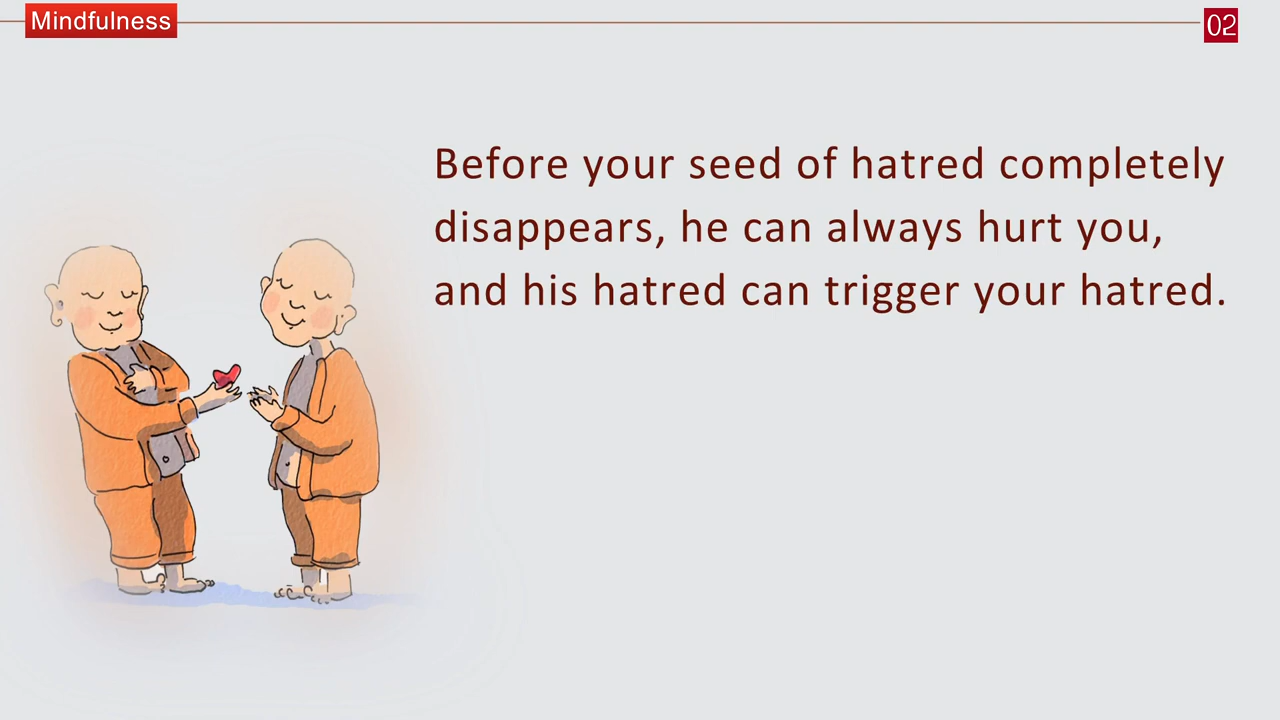 Mindfulness
02
Before your seed of hatred completely
disappears, he can always hurt you,
and his hatred can trigger your hatred.